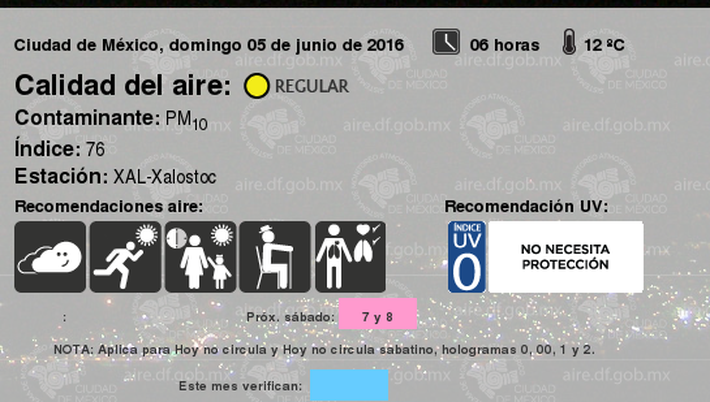 Ciudad de México, domingo 05 de junio de 2016 06 horas 12 ºC
Calidad del aire: REGULAR
Contaminante: PM10
Índice: 76
Estación: XAL-Xalostoc
Recomendaciones aire: Recomendación UV:
ÍNDICE
UV
0
NO NECESITA
PROTECCIÓN
: Próx. sábado: 7 y 8
NOTA: Aplica para Hoy no circula y Hoy no circula sabatino, hologramas 0, 00, 1 y 2.
Este mes verifican:
aire.df.gob.mx
CIUDAD
DE MÉXICO